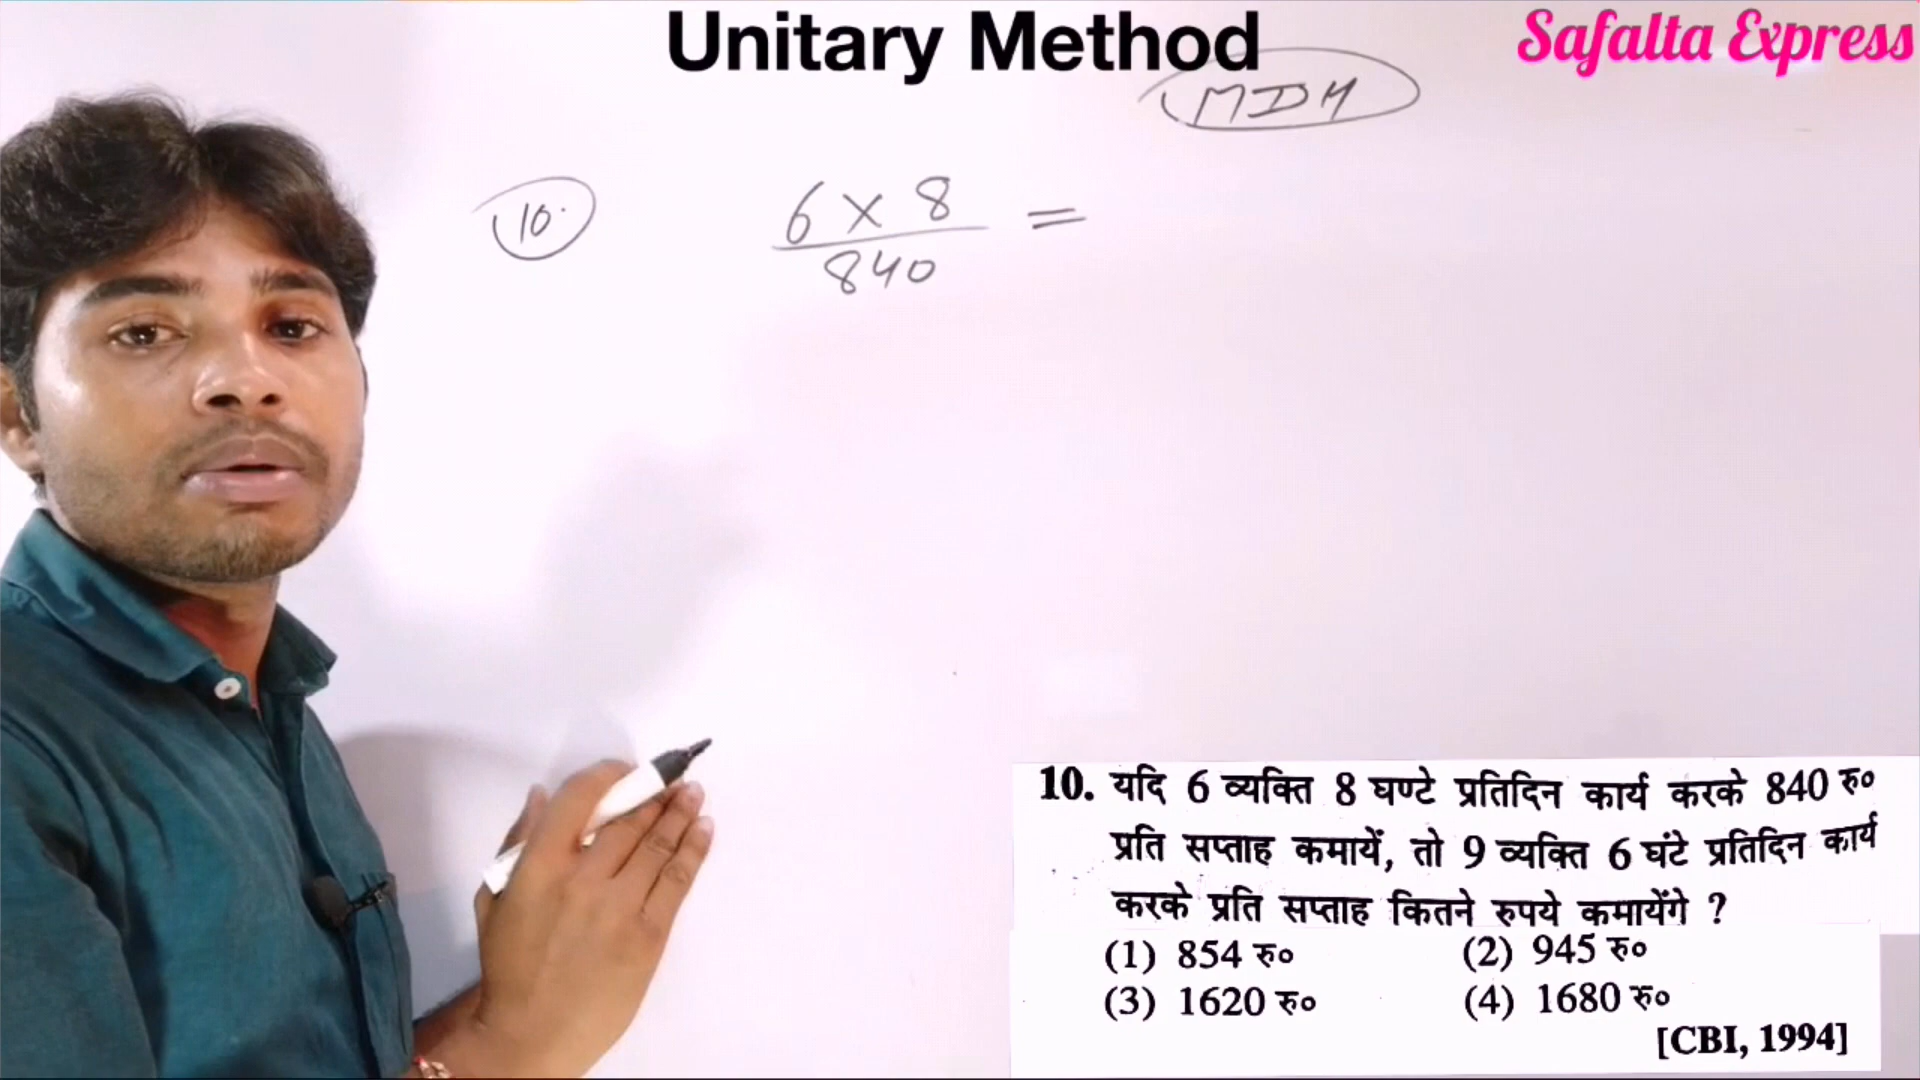 Unitary Method
Safalta Express
MDH
10.
6 × 8 =
840
10. यदि 6 व्यक्ति 8 घण्टे प्रतिदिन कार्य करके 840 रु०
प्रति सप्ताह कमायें, तो 9 व्यक्ति 6 घंटे प्रतिदिन कार्य
करके प्रति सप्ताह कितने रुपये कमायेंगे ?
(1) 854 रु० (2) 945 रु०
(3) 1620 रु० (4) 1680 रु०
[CBI, 1994]